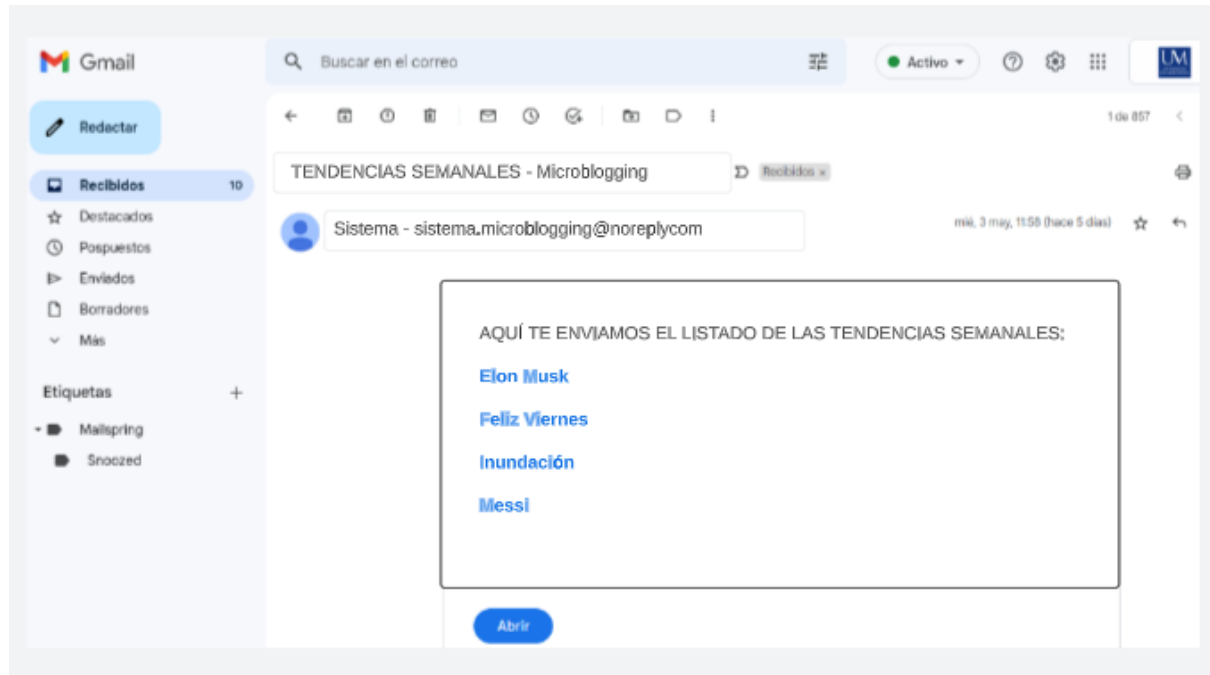 Gmail
Buscar en el correo
Activo
UM
Redactar
1 de 857
TENDENCIAS SEMANALES - Microblogging
Recibidos x
Recibidos 10
Destacados
Sistema - sistema.microblogging@noreplycom
mié, 3 may, 11:58 (hace 5 días)
Pospuestos
Enviados
Borradores
Más
AQUÍ TE ENVIAMOS EL LISTADO DE LAS TENDENCIAS SEMANALES:
Elon Musk
Etiquetas
Feliz Viernes
Mailspring
Snoozed
Inundación
Messi
Abrir